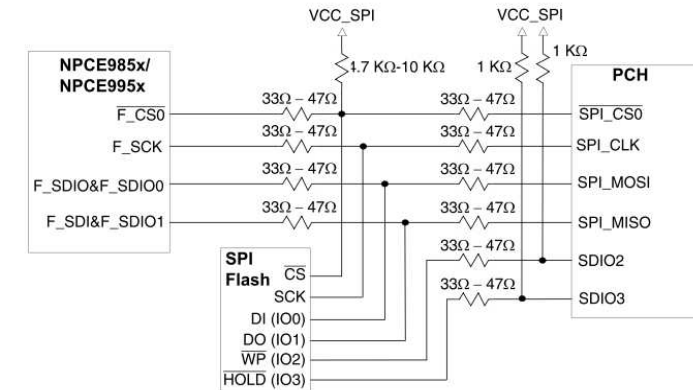 VCC_SPI VCC_SPI
4.7 KΩ-10 KΩ 1 KΩ 1 KΩ
NPCE985x/
NPCE995x
PCH
F_CS0 33Ω – 47Ω 33Ω – 47Ω SPI_CS0
F_SCK 33Ω – 47Ω 33Ω – 47Ω SPI_CLK
F_SDIO&F_SDIO0 33Ω – 47Ω 33Ω – 47Ω SPI_MOSI
F_SDI&F_SDIO1 33Ω – 47Ω 33Ω – 47Ω SPI_MISO
33Ω – 47Ω SDIO2
33Ω – 47Ω SDIO3
SPI
Flash
CS
SCK
DI (IO0)
DO (IO1)
WP (IO2)
HOLD (IO3)